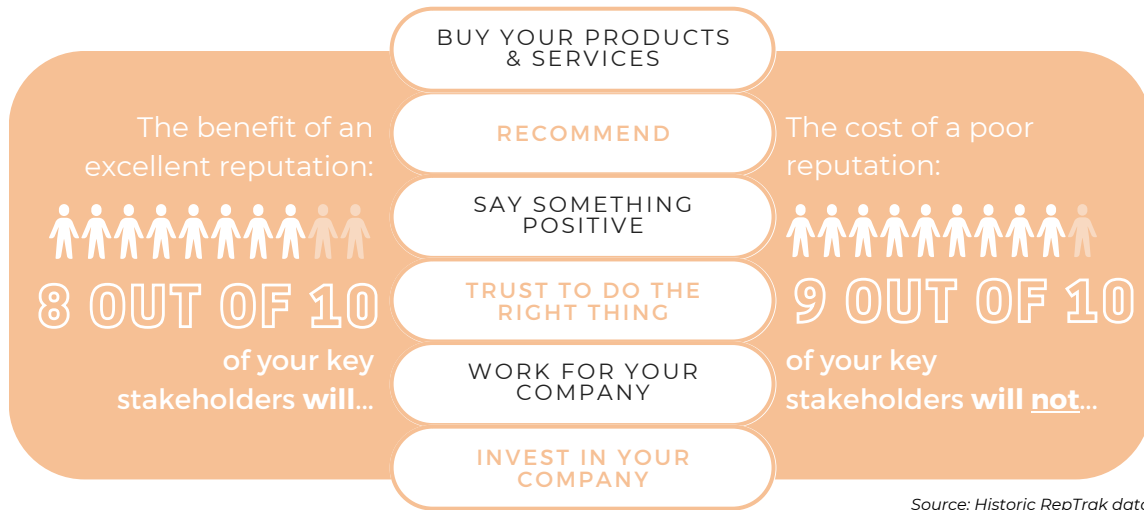 The benefit of an
excellent reputation:
8 OUT OF 10
of your key
stakeholders will...
BUY YOUR PRODUCTS
& SERVICES
RECOMMEND
SAY SOMETHING
POSITIVE
TRUST TO DO THE
RIGHT THING
WORK FOR YOUR
COMPANY
INVEST IN YOUR
COMPANY
The cost of a poor
reputation:
9 OUT OF 10
of your key
stakeholders will not...
Source: Historic RepTrak data